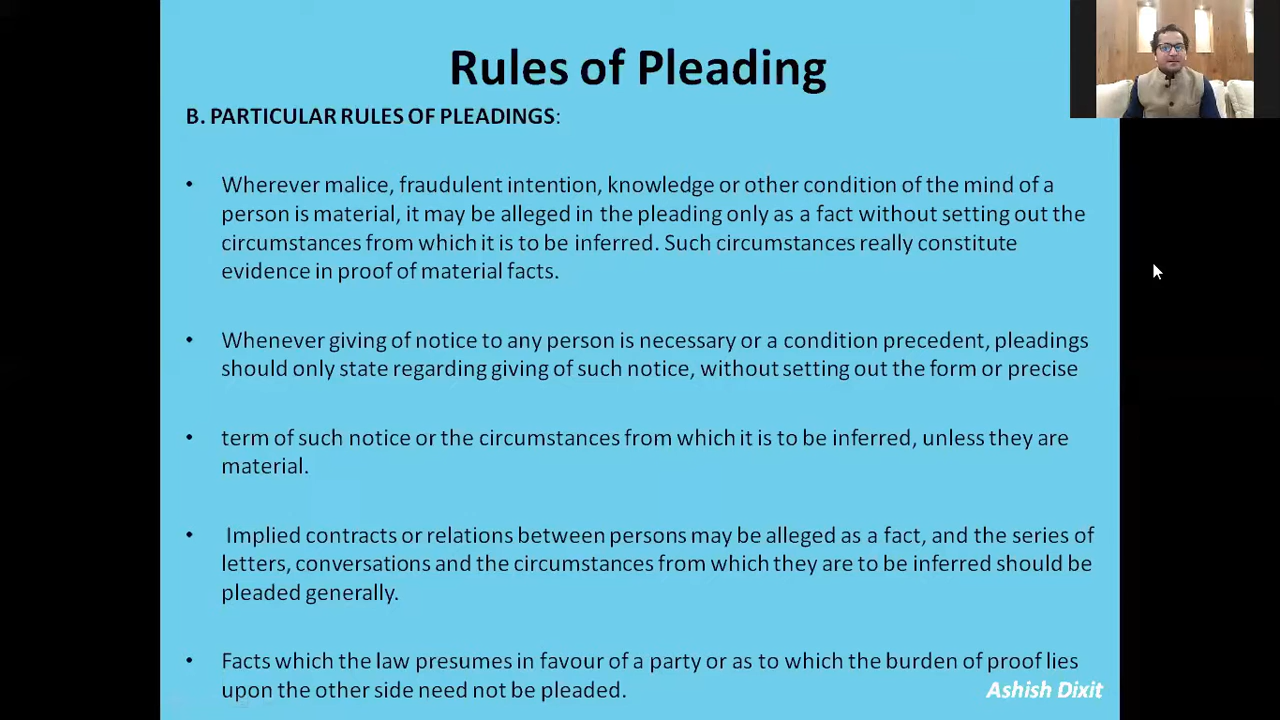 Rules of Pleading
B. PARTICULAR RULES OF PLEADINGS:
• Wherever malice, fraudulent intention, knowledge or other condition of the mind of a
person is material, it may be alleged in the pleading only as a fact without setting out the
circumstances from which it is to be inferred. Such circumstances really constitute
evidence in proof of material facts.
• Whenever giving of notice to any person is necessary or a condition precedent, pleadings
should only state regarding giving of such notice, without setting out the form or precise
• term of such notice or the circumstances from which it is to be inferred, unless they are
material.
• Implied contracts or relations between persons may be alleged as a fact, and the series of
letters, conversations and the circumstances from which they are to be inferred should be
pleaded generally.
• Facts which the law presumes in favour of a party or as to which the burden of proof lies
upon the other side need not be pleaded.
Ashish Dixit